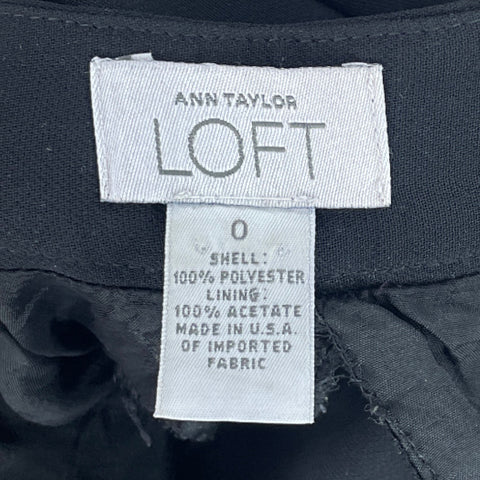 ANN TAYLOR
LOFT
0
SHELL:
100% POLYESTER
LINING:
100% ACETATE
MADE IN U.S.A.
OF IMPORTED
FABRIC